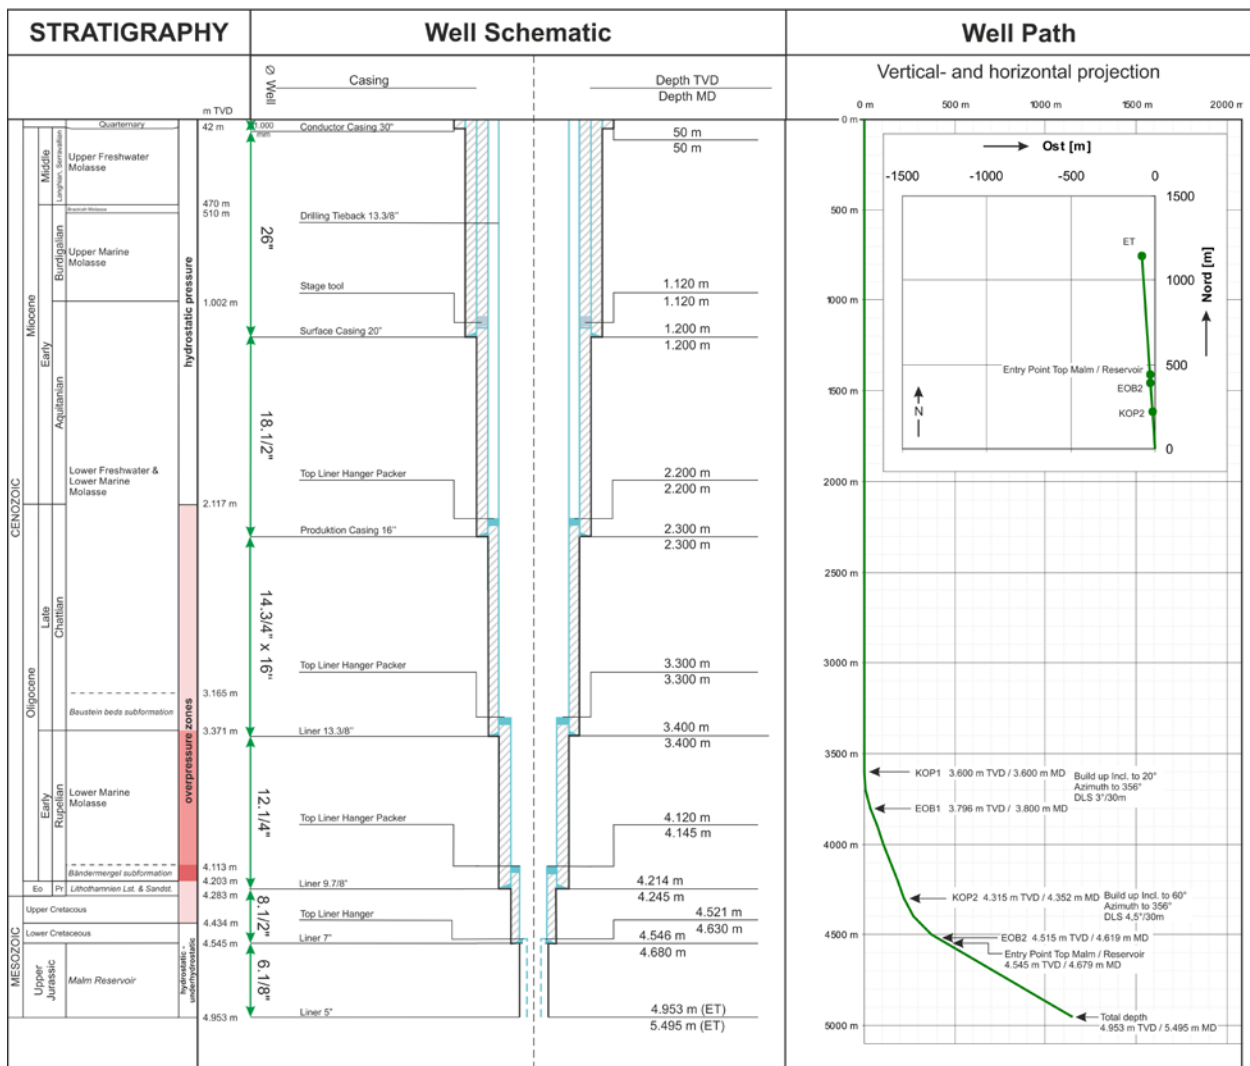 STRATIGRAPHY
Well Schematic
Well Path
m TVD
Ø Well
Casing
Depth TVD
Depth MD
Vertical- and horizontal projection
CENOZOIC
MESOZOIC
Miocene
Oligocene
Eo
Upper Jurassic
Middle
Early
Late
Early
Langhian, Serravallian
Burdigalian
Aquitanian
Chattian
Rupelian
Pr
Quarternary
Upper Freshwater
Molasse
Upper Marine
Molasse
Lower Freshwater &
Lower Marine
Molasse
Baustein beds subformation
Lower Marine
Molasse
Bändermergel subformation
Lithothamnien Lst. & Sandst.
Upper Cretacous
Lower Cretaceous
Malm Reservoir
hydrostatic pressure
overpressure zones
hydrostatic -
underhydrostatic
42 m
470 m
510 m
1.002 m
2.117 m
3.165 m
3.371 m
4.113 m
4.203 m
4.283 m
4.434 m
4.545 m
4.953 m
1.000
mm
26"
18.1/2"
14.3/4" x 16"
12.1/4"
8.1/2"
6.1/8"
Conductor Casing 30"
50 m
50 m
Drilling Tieback 13.3/8"
Stage tool
1.120 m
1.120 m
Surface Casing 20"
1.200 m
1.200 m
Top Liner Hanger Packer
2.200 m
2.200 m
Produktion Casing 16"
2.300 m
2.300 m
Top Liner Hanger Packer
3.300 m
3.300 m
Liner 13.3/8"
3.400 m
3.400 m
Top Liner Hanger Packer
4.120 m
4.145 m
Liner 9.7/8"
4.214 m
4.245 m
Top Liner Hanger
4.521 m
4.630 m
Liner 7"
4.546 m
4.680 m
Liner 5"
4.953 m (ET)
5.495 m (ET)
0 m
500 m
1000 m
1500 m
2000 m
0 m
500 m
1000 m
1500 m
2000 m
2500 m
3000 m
3500 m
4000 m
4500 m
5000 m
Ost [m]
-1500
-1000
-500
0
1500
1000
500
0
Nord [m]
N
ET
Entry Point Top Malm / Reservoir
EOB2
KOP2
KOP1 3.600 m TVD / 3.600 m MD
Build up Incl. to 20°
Azimuth to 356°
DLS 3°/30m
EOB1 3.796 m TVD / 3.800 m MD
KOP2 4.315 m TVD / 4.352 m MD
Build up Incl. to 60°
Azimuth to 356°
DLS 4,5°/30m
EOB2 4.515 m TVD / 4.619 m MD
Entry Point Top Malm / Reservoir
4.545 m TVD / 4.679 m MD
Total depth
4.953 m TVD / 5.495 m MD